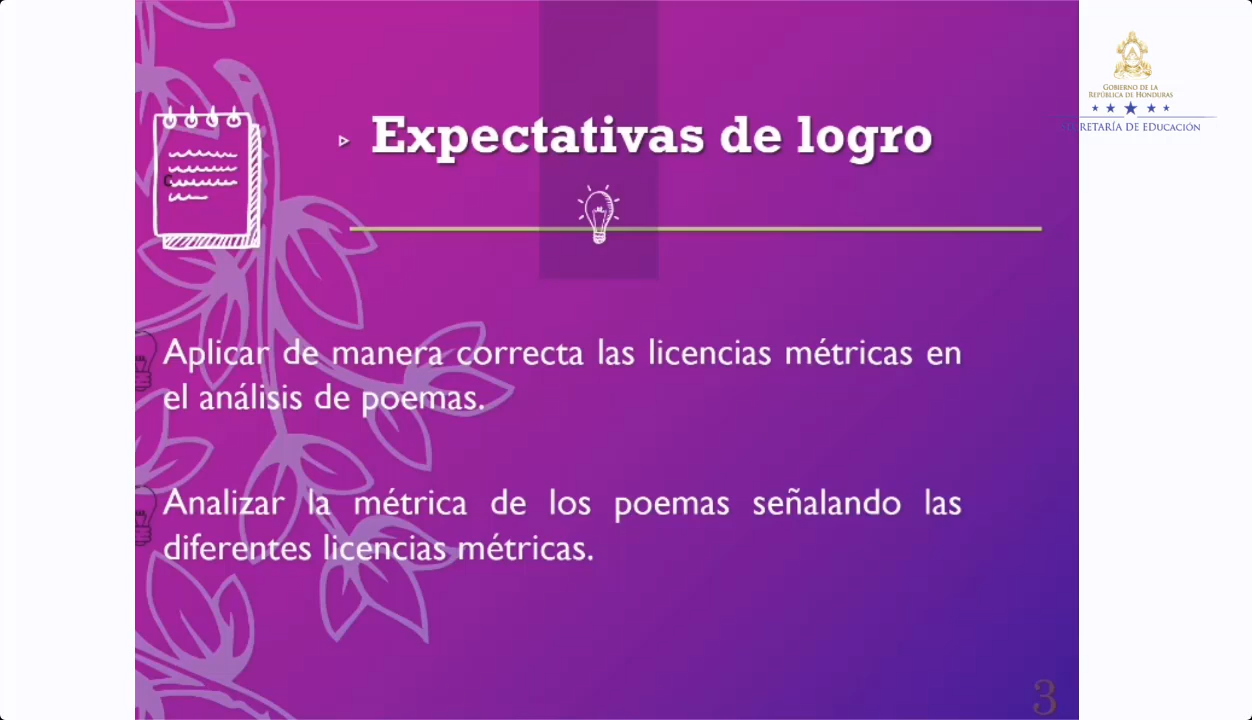 GOBIERNO DE LA
REPÚBLICA DE HONDURAS
SECRETARÍA DE EDUCACIÓN
Expectativas de logro
Aplicar de manera correcta las licencias métricas en
el análisis de poemas.
Analizar la métrica de los poemas señalando las
diferentes licencias métricas.
3